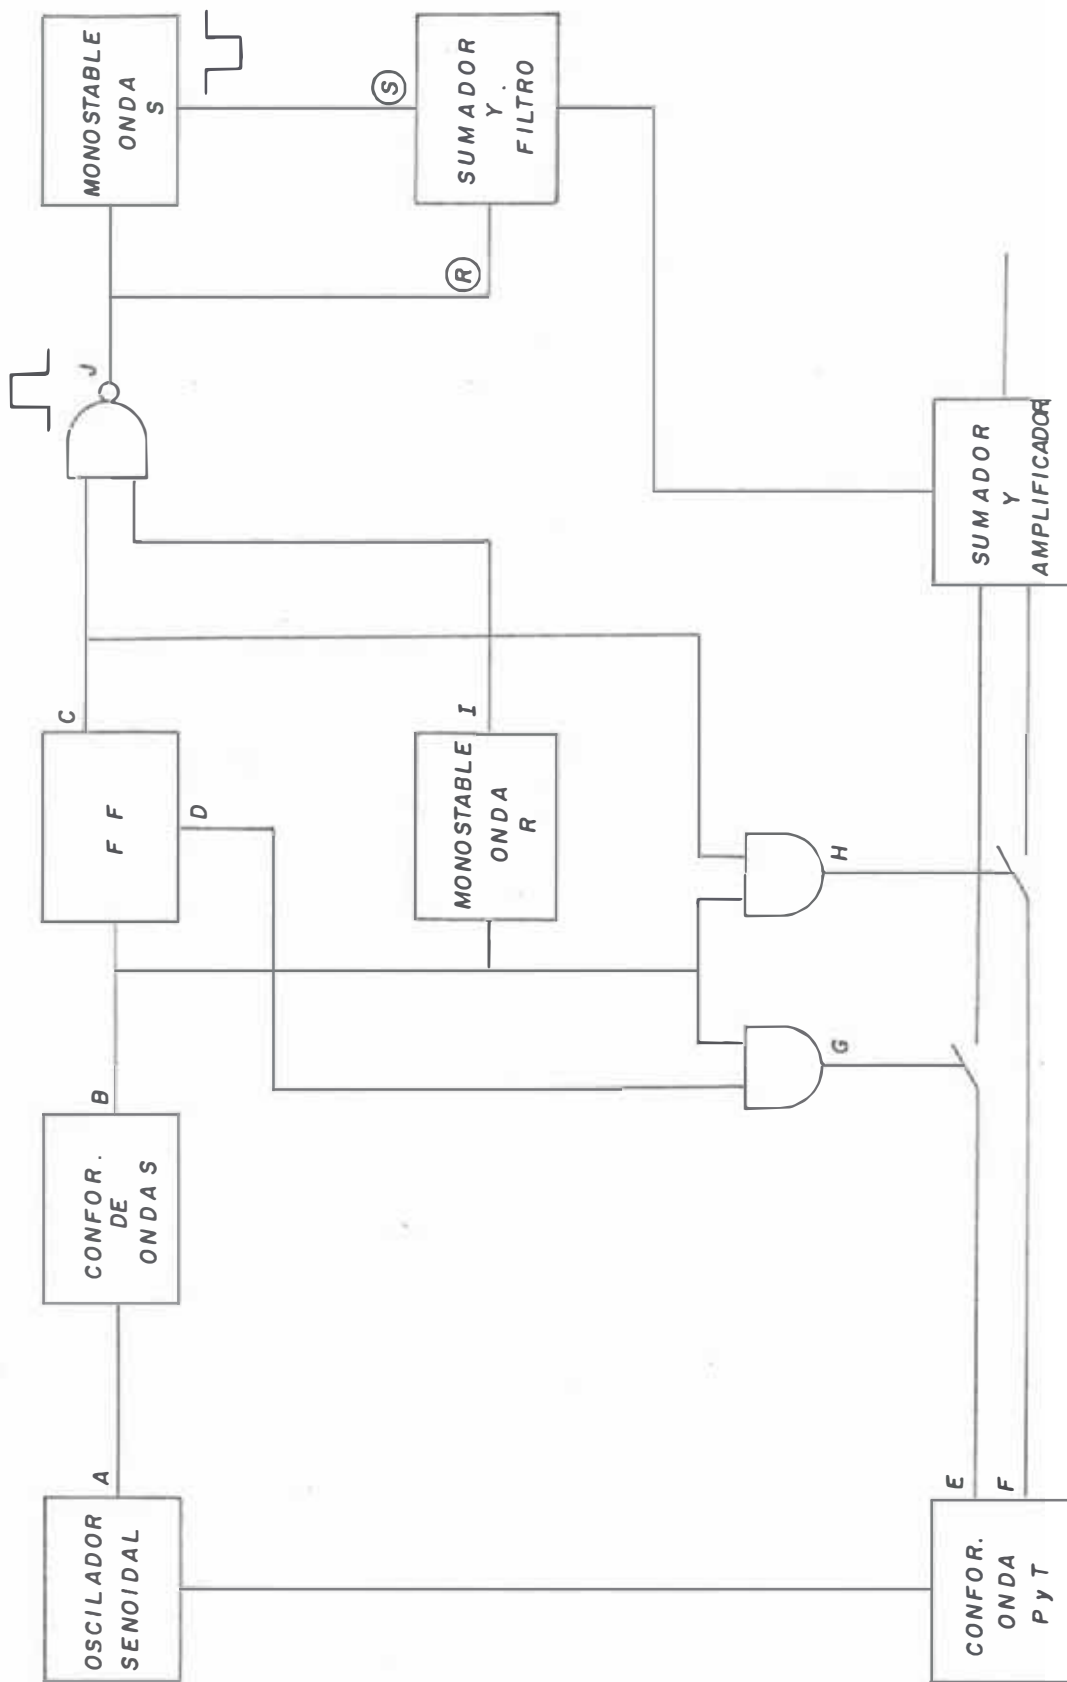 OSCILADOR
SENOIDAL
A
CONFOR.
DE
ONDAS
B
F F
C
D
J
MONOSTABLE
ONDA
S
MONOSTABLE
ONDA
R
I
R
S
SUMADOR
Y.
FILTRO
G
H
CONFOR.
ONDA
P y T
E
F
SUMADOR
Y
AMPLIFICADOR